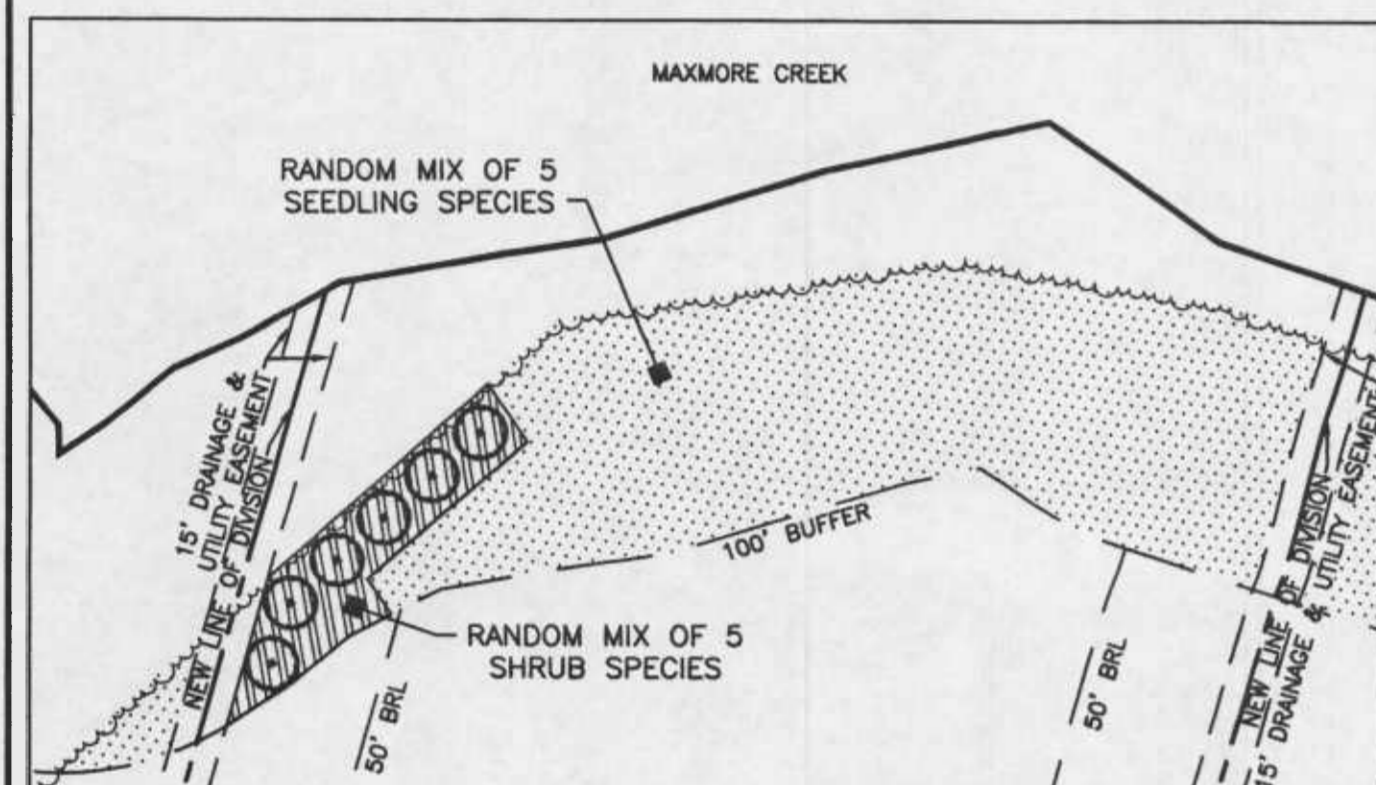 MAXMORE CREEK
RANDOM MIX OF 5
SEEDLING SPECIES
15' DRAINAGE &
UTILITY EASEMENT
NEW LINE OF DIVISION
100' BUFFER
RANDOM MIX OF 5
SHRUB SPECIES
50' BRL
50' BRL
NEW LINE OF DIVISION
15' DRAINAGE & UTILITY EASEMENT